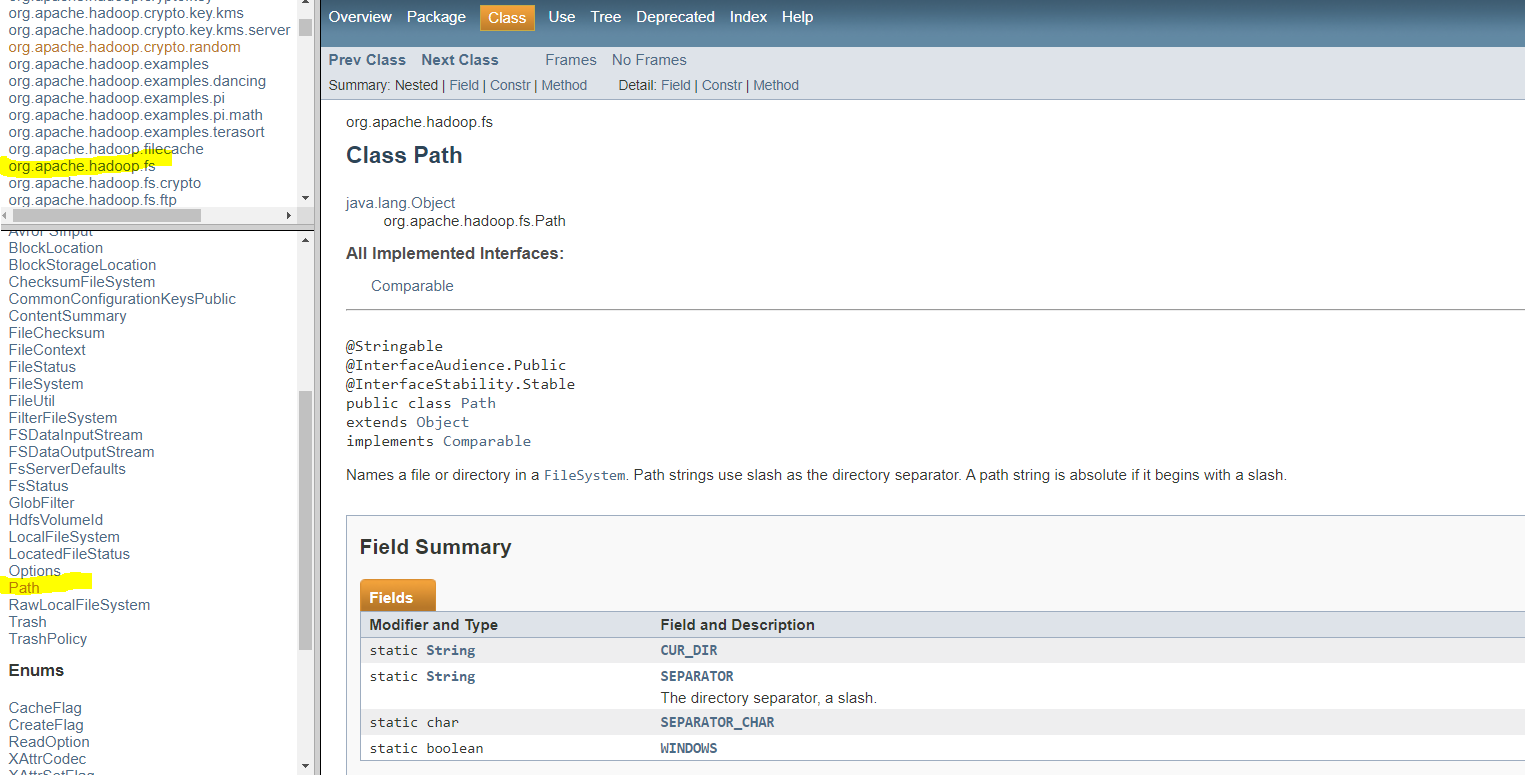 org.apache.hadoop.crypto.key
org.apache.hadoop.crypto.key.kms
org.apache.hadoop.crypto.key.kms.server
org.apache.hadoop.crypto.random
org.apache.hadoop.examples
org.apache.hadoop.examples.dancing
org.apache.hadoop.examples.pi
org.apache.hadoop.examples.pi.math
org.apache.hadoop.examples.terasort
org.apache.hadoop.filecache
org.apache.hadoop.fs
org.apache.hadoop.fs.crypto
org.apache.hadoop.fs.ftp
AvroFSInput
BlockLocation
BlockStorageLocation
ChecksumFileSystem
CommonConfigurationKeysPublic
ContentSummary
FileChecksum
FileContext
FileStatus
FileSystem
FileUtil
FilterFileSystem
FSDataInputStream
FSDataOutputStream
FsServerDefaults
FsStatus
GlobFilter
HdfsVolumeId
LocalFileSystem
LocatedFileStatus
Options
Path
RawLocalFileSystem
Trash
TrashPolicy
Enums
CacheFlag
CreateFlag
ReadOption
XAttrCodec
XAttrSetFlag
Overview Package Class Use Tree Deprecated Index Help
Prev Class Next Class Frames No Frames
Summary: Nested | Field | Constr | Method Detail: Field | Constr | Method
org.apache.hadoop.fs
Class Path
java.lang.Object
org.apache.hadoop.fs.Path
All Implemented Interfaces:
Comparable
@Stringable
@InterfaceAudience.Public
@InterfaceStability.Stable
public class Path
extends Object
implements Comparable
Names a file or directory in a FileSystem. Path strings use slash as the directory separator. A path string is absolute if it begins with a slash.
Field Summary
Fields
Modifier and Type Field and Description
static String CUR_DIR
static String SEPARATOR
The directory separator, a slash.
static char SEPARATOR_CHAR
static boolean WINDOWS